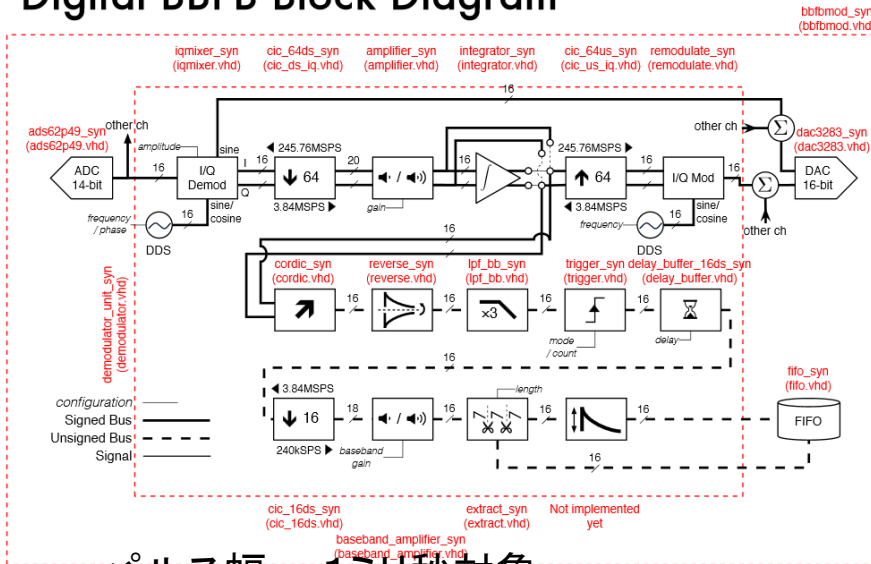 Digital BBFB Block Diagram
bbfbmod_syn
(bbfbmod.vhd
iqmixer_syn
(iqmixer.vhd)
cic_64ds_syn
(cic_ds_iq.vhd)
amplifier_syn
(amplifier.vhd)
integrator_syn
(integrator.vhd)
cic_64us_syn
(cic_us_iq.vhd)
remodulate_syn
(remodulate.vhd)
16
ads62p49_syn
(ads62p49.vhd)
other ch
amplitude
sine
245.76MSPS
245.76MSPS
other ch
Σ
dac3283_syn
(dac3283.vhd)
ADC
14-bit
16
I/Q
Demod
I
Q
16
↓ 64
20
/
16
∫
↑ 64
16
I/Q Mod
16
Σ
DAC
16-bit
3.84MSPS
gain
3.84MSPS
frequency
/ phase
16
sine/
cosine
DDS
16
frequency
16
sine/
cosine
DDS
other ch
cordic_syn
(cordic.vhd)
reverse_syn
(reverse.vhd)
lpf_bb_syn
(lpf_bb.vhd)
trigger_syn
(trigger.vhd)
delay_buffer_16ds_syn
(delay_buffer.vhd)
demodulator_unit_syn
(demodulator.vhd)
16
16
×3
16
16
mode
/ count
delay
16
3.84MSPS
length
fifo_syn
(fifo.vhd)
configuration
Signed Bus
Unsigned Bus
Signal
↓ 16
18
/
16
16
16
FIFO
240kSPS
baseband
gain
16
cic_16ds_syn
(cic_16ds.vhd)
extract_syn
(extract.vhd)
Not implemented
yet
baseband_amplifier_syn
(baseband_amplifier.vhd)